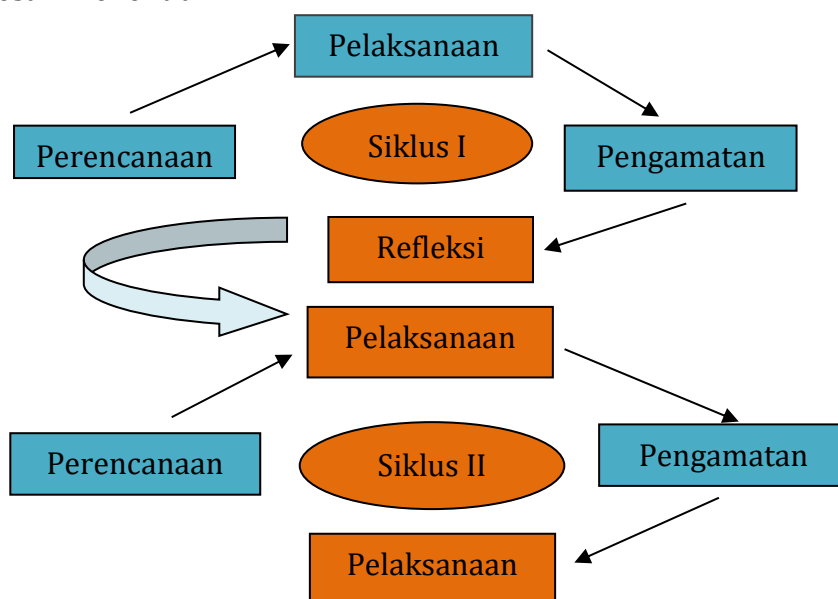 Pelaksanaan
Perencanaan
Siklus I
Pengamatan
Refleksi
Pelaksanaan
Perencanaan
Siklus II
Pengamatan
Pelaksanaan